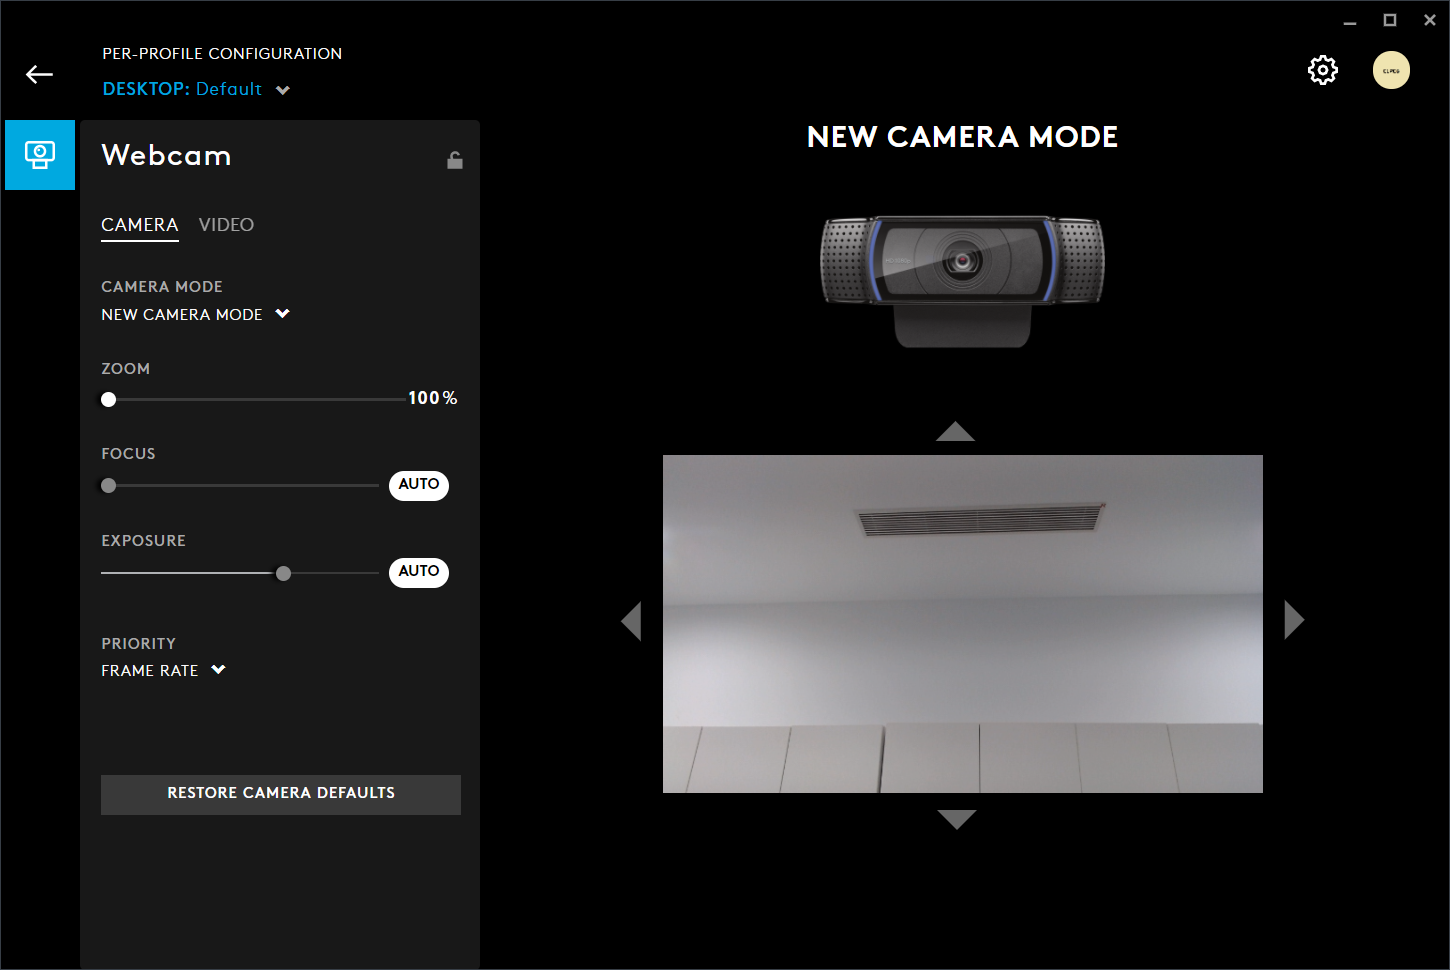 PER-PROFILE CONFIGURATION
DESKTOP: Default
Webcam
CAMERA VIDEO
CAMERA MODE
NEW CAMERA MODE
ZOOM
100%
FOCUS
AUTO
EXPOSURE
AUTO
PRIORITY
FRAME RATE
RESTORE CAMERA DEFAULTS
NEW CAMERA MODE